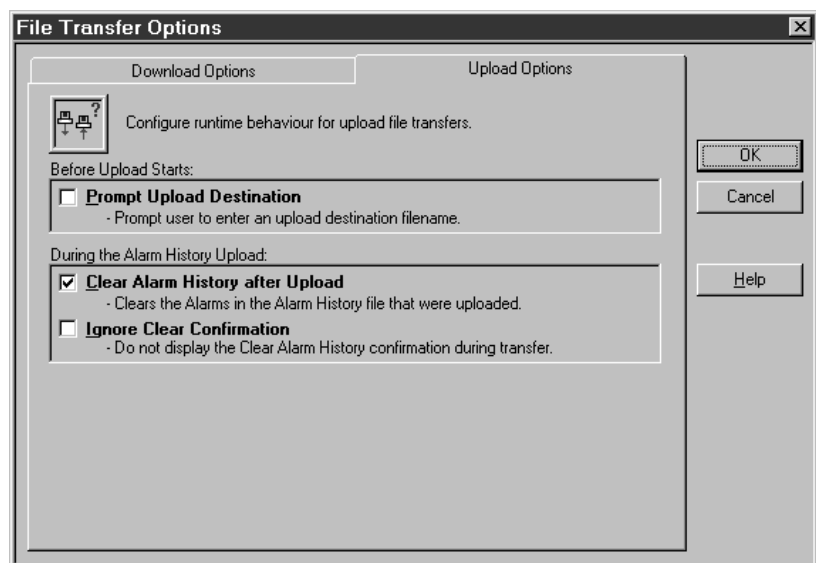 File Transfer Options
Download Options
Upload Options
?
Configure runtime behaviour for upload file transfers.
Before Upload Starts:
Prompt Upload Destination
- Prompt user to enter an upload destination filename.
During the Alarm History Upload:
Clear Alarm History after Upload
- Clears the Alarms in the Alarm History file that were uploaded.
Ignore Clear Confirmation
- Do not display the Clear Alarm History confirmation during transfer.
OK
Cancel
Help